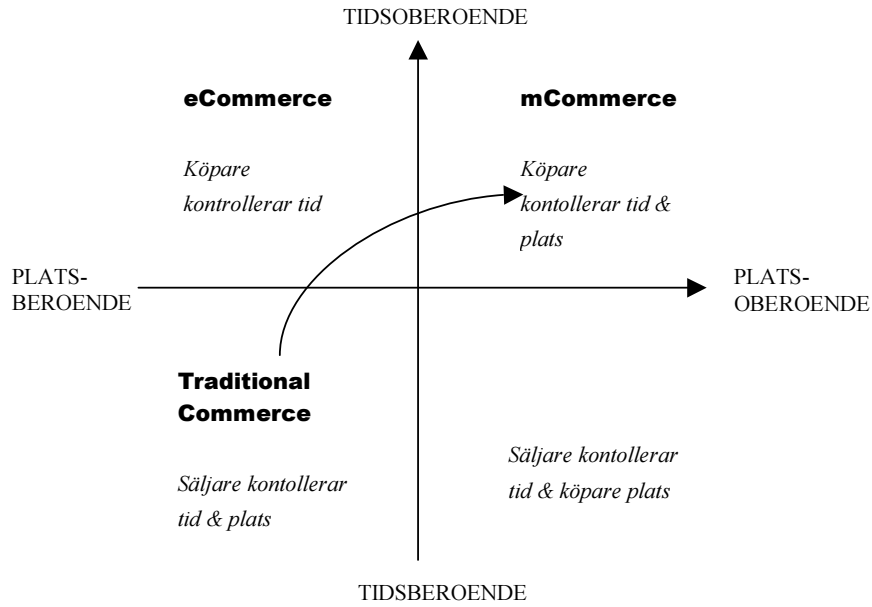 TIDSOBEROENDE
eCommerce
mCommerce
Köpare
kontrollerar tid
Köpare
kontollerar tid &
plats
PLATS-
BEROENDE
PLATS-
OBEROENDE
Traditional
Commerce
Säljare kontollerar
tid & plats
Säljare kontollerar
tid & köpare plats
TIDSBEROENDE